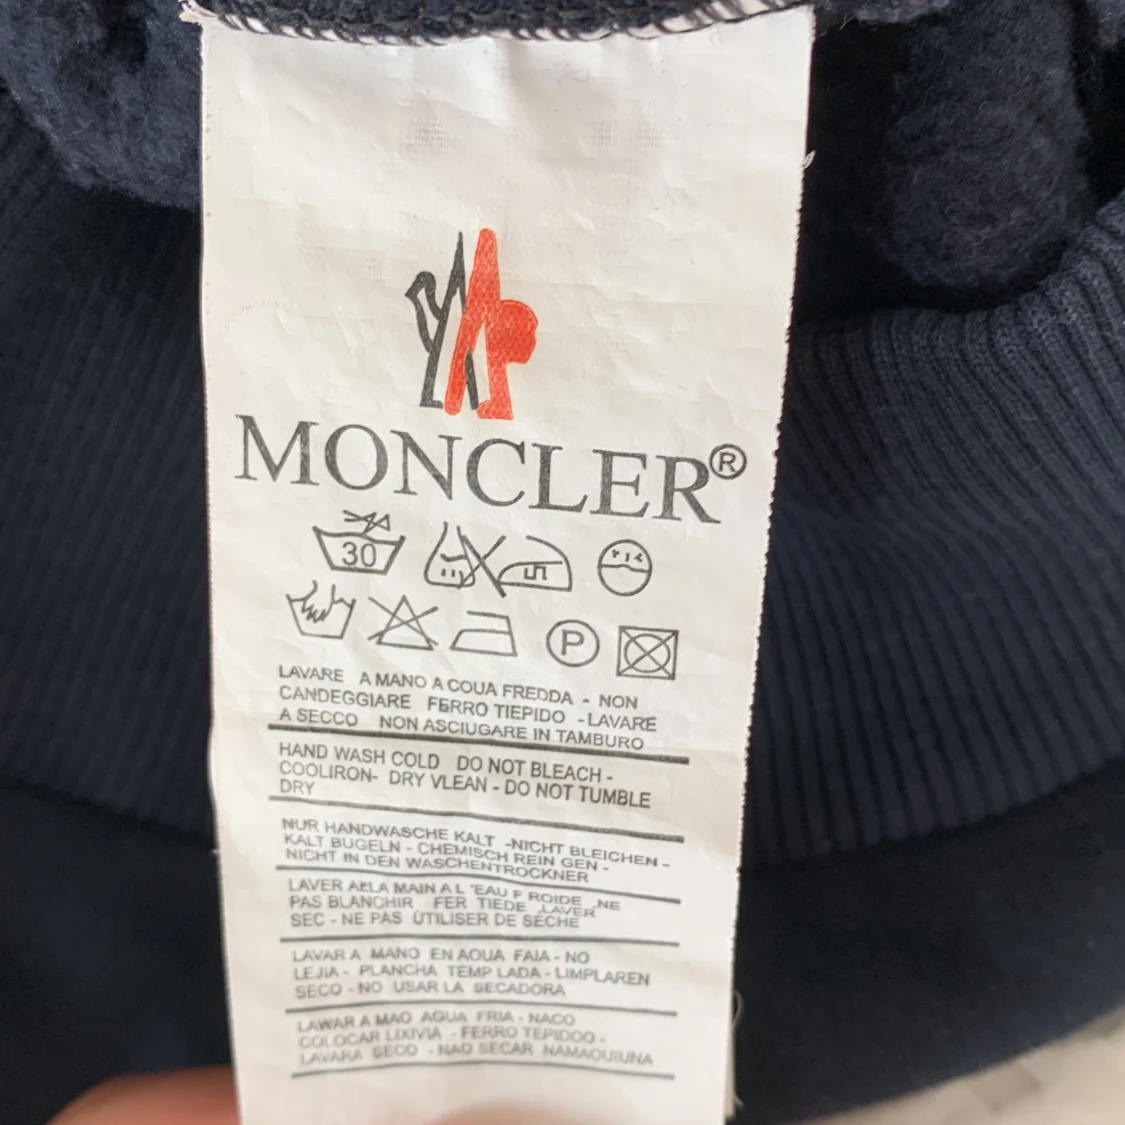 MONCLER®
30
P
LAVARE A MANO A COUA FREDDA - NON
CANDEGGIARE FERRO TIEPIDO - LAVARE
A SECCO NON ASCIUGARE IN TAMBURO
HAND WASH COLD DO NOT BLEACH -
COOLIRON- DRY VLEAN - DO NOT TUMBLE
DRY
NUR HANDWASCHE KALT -NICHT BLEICHEN -
KALT BUGELN - CHEMISCH REIN GEN -
NICHT IN DEN WASCHENTROCKNER
LAVER ALLA MAIN A L 'EAU F ROIDE ,NE
PAS BLANCHIR FER TIEDE ,LAVER
SEC - NE PAS UTILISER DE SECHE
LAVAR A MANO EN AOUA FAIA - NO
LEJIA - PLANCHA TEMP LADA - LIMPLAREN
SECO - NO USAR LA SECADORA
LAWAR A MAO AGUA FRIA - NACO
COLOCAR LIXIVIA - FERRO TEPIDOO -
LAVARA SECO - NAO SECAR NAMAOUIUNA